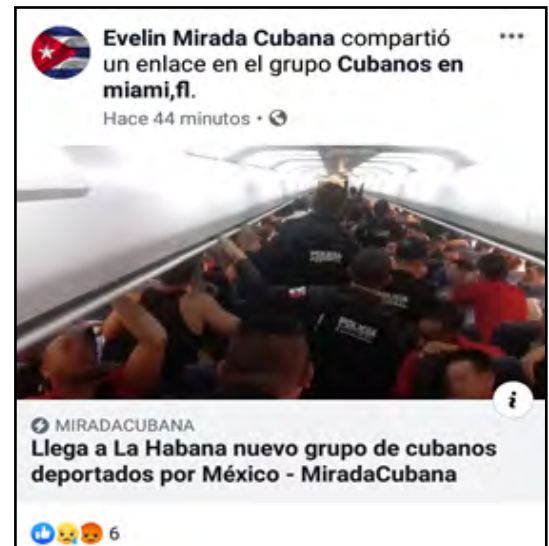 Evelin Mirada Cubana compartió
un enlace en el grupo Cubanos en
miami,fl.
Hace 44 minutos
POLICIA
POLICIA
MIRADACUBANA
Llega a La Habana nuevo grupo de cubanos
deportados por México - MiradaCubana
6